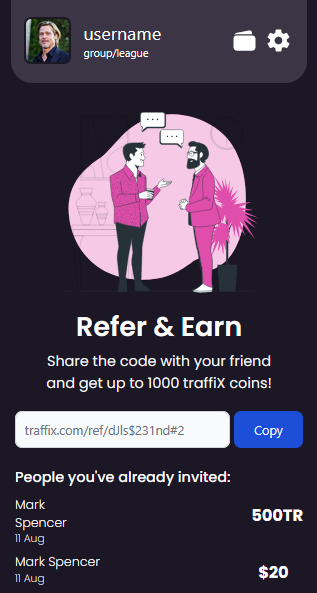 username
group/league
Refer & Earn
Share the code with your friend
and get up to 1000 traffiX coins!
traffix.com/ref/dJls$231nd#2
Copy
People you've already invited:
Mark
Spencer
500TR
11 Aug
Mark Spencer
$20
11 Aug